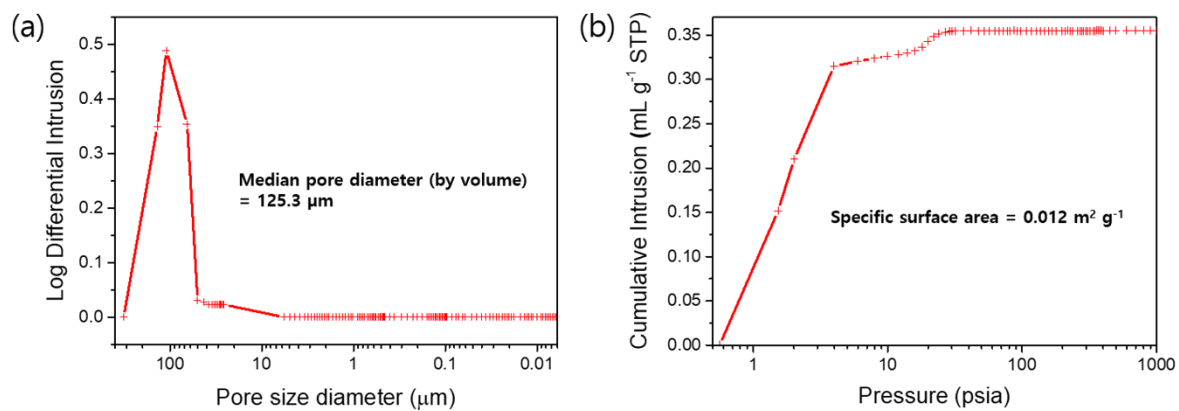 (a)
Log Differential Intrusion
0.5
0.4
0.3
0.2
0.1
0.0
Median pore diameter (by volume)
= 125.3 μm
100 10 1 0.1 0.01
Pore size diameter (μm)
(b)
Cumulative Intrusion (mL g⁻¹ STP)
0.35
0.30
0.25
0.20
0.15
0.10
0.05
0.00
Specific surface area = 0.012 m² g⁻¹
1 10 100 1000
Pressure (psia)